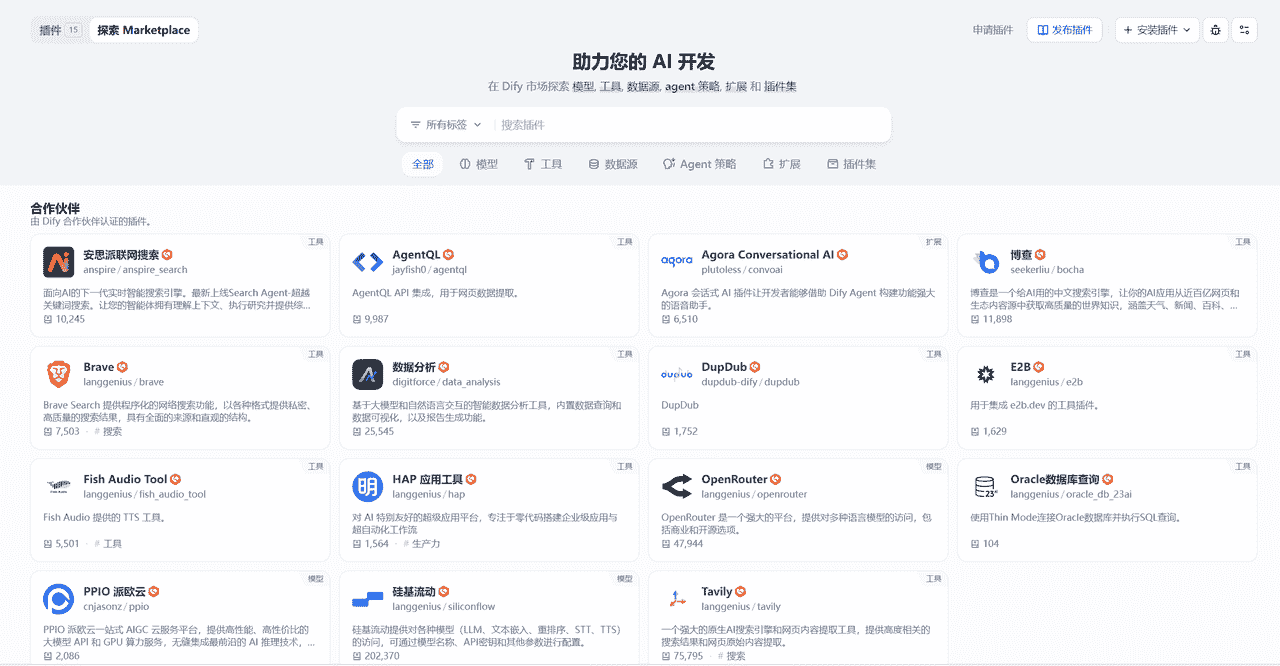 插件 15 探索 Marketplace 申请插件 发布插件 安装插件
助力您的 AI 开发
在 Dify 市场探索 模型, 工具, 数据源, agent 策略, 扩展 和 插件集
所有标签 搜索插件
全部 模型 工具 数据源 Agent 策略 扩展 插件集
合作伙伴
由 Dify 合作伙伴认证的插件。
工具
安思派联网搜索
anspire / anspire_search
面向AI的下一代实时智能搜索引擎。最新上线Search Agent-超越
关键词搜索。让您的智能体拥有理解上下文、执行研究并提供综...
10,245
工具
AgentQL
jayfish0 / agentql
AgentQL API 集成，用于网页数据提取。
9,987
扩展
agora
Agora Conversational AI
plutoless / convoai
Agora 会话式 AI 插件让开发者能够借助 Dify Agent 构建功能强大
的语音助手。
6,510
工具
博查
seekerliu / bocha
博查是一个给AI用的中文搜索引擎，让你的AI应用从近百亿网页和
生态内容源中获取高质量的世界知识，涵盖天气、新闻、百科、...
11,898
工具
Brave
langgenius / brave
Brave Search 提供程序化的网络搜索功能，以各种格式提供私密、
高质量的搜索结果，具有全面的来源和直观的结构。
7,503 · # 搜索
工具
数据分析
digitforce / data_analysis
基于大模型和自然语言交互的智能数据分析工具，内置数据查询和
数据可视化，以及报告生成功能。
25,545
工具
dupdub
DupDub
dupdub-dify / dupdub
DupDub
1,752
工具
E2B
langgenius / e2b
用于集成 e2b.dev 的工具插件。
1,629
工具
Fish Audio Tool
langgenius / fish_audio_tool
Fish Audio 提供的 TTS 工具。
5,501 · # 工具
工具
明
HAP 应用工具
langgenius / hap
对 AI 特别友好的超级应用平台，专注于零代码搭建企业级应用与
超自动化工作流
1,564 · # 生产力
模型
OpenRouter
langgenius / openrouter
OpenRouter 是一个强大的平台，提供对多种语言模型的访问，包
括商业和开源选项。
47,944
工具
23
Oracle数据库查询
langgenius / oracle_db_23ai
使用Thin Mode连接Oracle数据库并执行SQL查询。
104
模型
PPIO 派欧云
cnjasonz / ppio
PPIO 派欧云一站式 AIGC 云服务平台，提供高性能、高性价比的
大模型 API 和 GPU 算力服务，无缝集成最前沿的 AI 推理技术，...
2,086
模型
硅基流动
langgenius / siliconflow
硅基流动提供对各种模型（LLM、文本嵌入、重排序、STT、TTS）
的访问，可通过模型名称、API密钥和其他参数进行配置。
202,370
工具
Tavily
langgenius / tavily
一个强大的原生AI搜索引擎和网页内容提取工具，提供高度相关的
搜索结果和网页原始内容提取。
75,795 · # 搜索